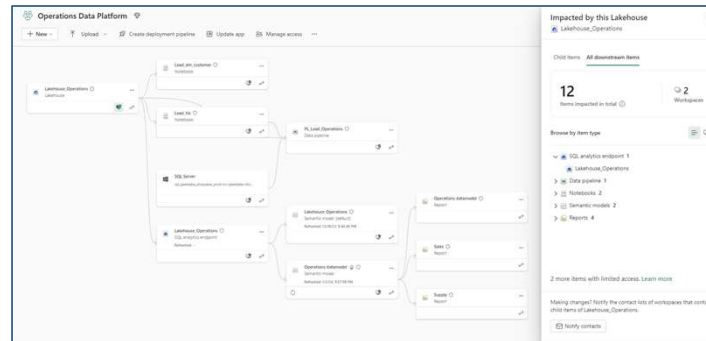 Operations Data Platform
+ New
Upload
Create deployment pipeline
Update app
Manage access
...
Lakehouse_Operations
Lakehouse
Notebook
Load_hk
Notebook
SQL Server
PL_Load_Operations
Data pipeline
Lakehouse_Operations
SQL analytics endpoint
Refreshed: -
Lakehouse Operations
Semantic model (default)
Operations datamodel
Semantic model
Operations datamodel
Report
Report
Supply
Report
Impacted by this Lakehouse
Lakehouse_Operations
Child items All downstream items
12
Items impacted in total
2
Workspaces
Browse by item type
SQL analytics endpoint 1
Lakehouse_Operations
Data pipeline 1
Notebooks 2
Semantic models 2
Reports 4
2 more items with limited access. Learn more
Making changes? Notify the contact lists of workspaces that conta
child items of Lakehouse_Operations.
Notify contacts